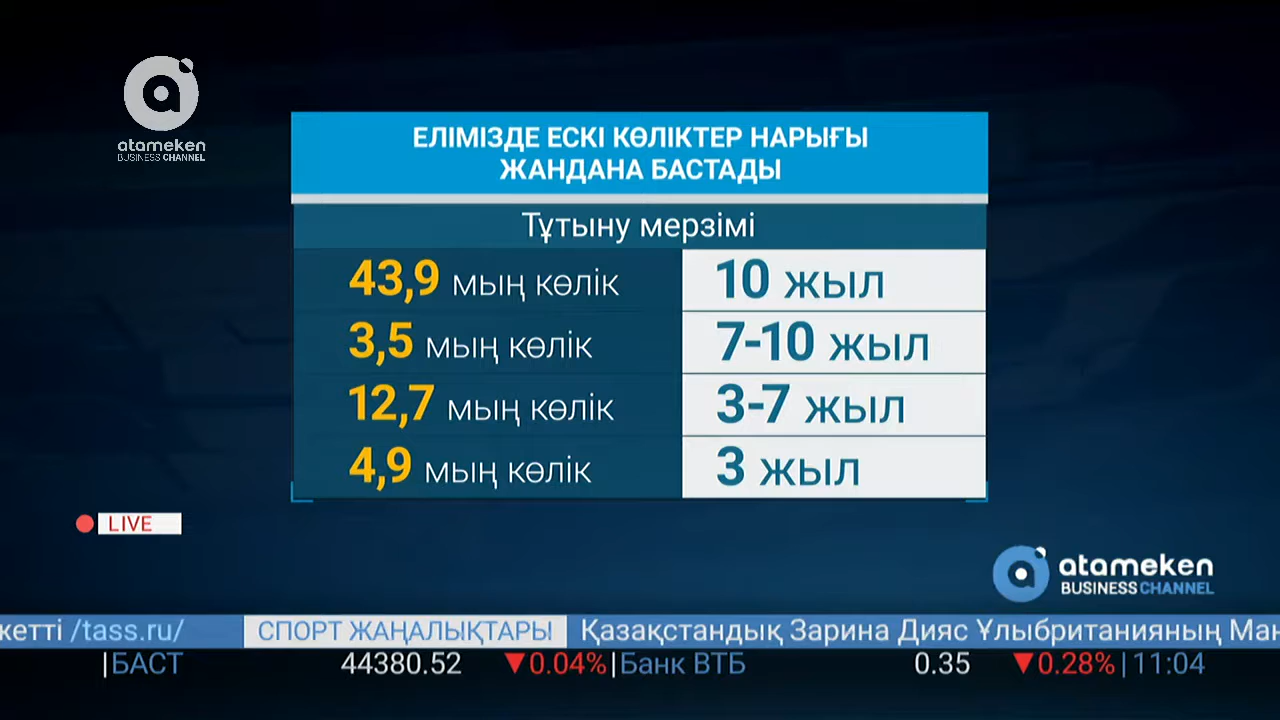 atameken
BUSINESS CHANNEL
ЕЛІМІЗДЕ ЕСКІ КӨЛІКТЕР НАРЫҒЫ
ЖАНДАНА БАСТАДЫ
Тұтыну мерзімі
43,9 мың көлік 10 жыл
3,5 мың көлік 7-10 жыл
12,7 мың көлік 3-7 жыл
4,9 мың көлік 3 жыл
LIVE
atameken
BUSINESS CHANNEL
кетті /tass.ru/ СПОРТ ЖАҢАЛЫҚТАРЫ Қазақстандық Зарина Дияс Ұлыбританияның Ман
|БАСТ 44380.52 ▼0.04%|Банк ВТБ 0.35 ▼0.28%|11:04